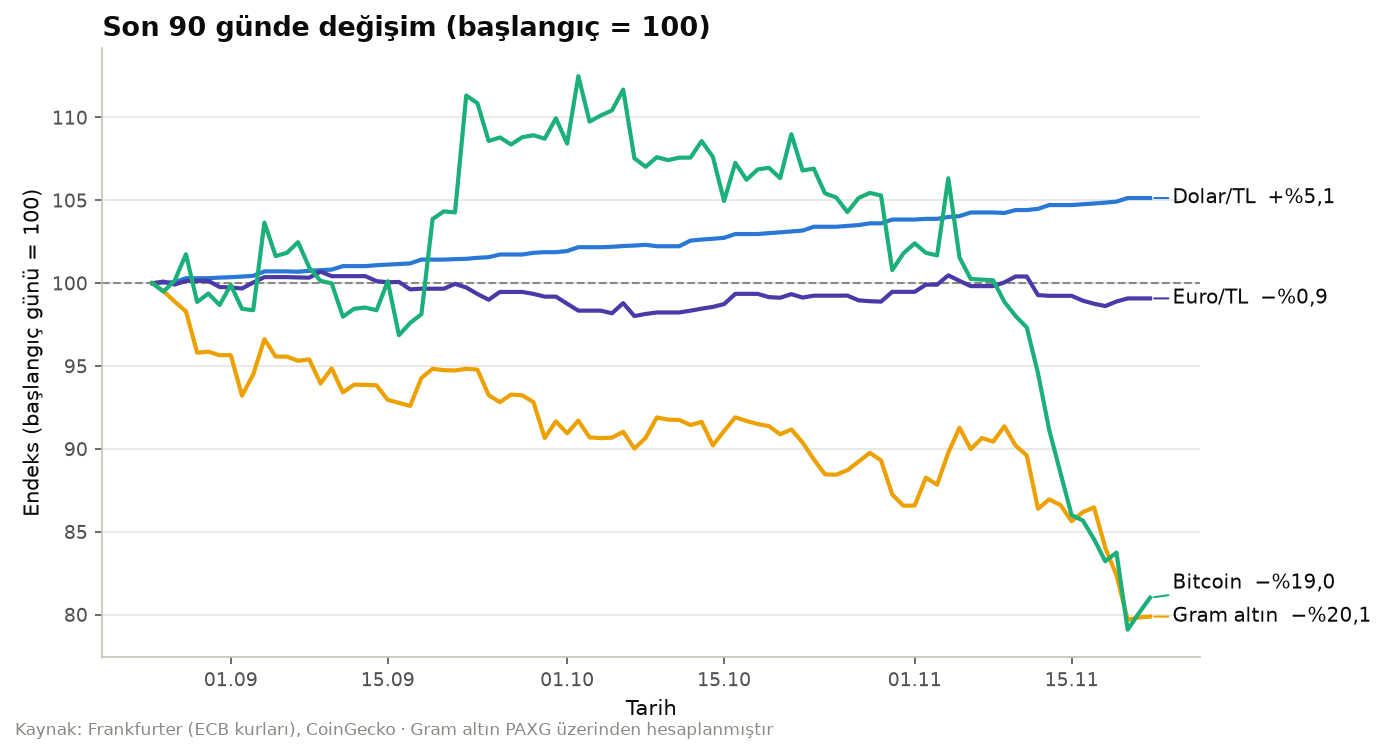 Son 90 günde değişim (başlangıç = 100)
Endeks (başlangıç günü = 100)
110
105
100
95
90
85
80
Dolar/TL +%5,1
Euro/TL −%0,9
Bitcoin −%19,0
Gram altın −%20,1
01.09
15.09
01.10
15.10
01.11
15.11
Tarih
Kaynak: Frankfurter (ECB kurları), CoinGecko · Gram altın PAXG üzerinden hesaplanmıştır